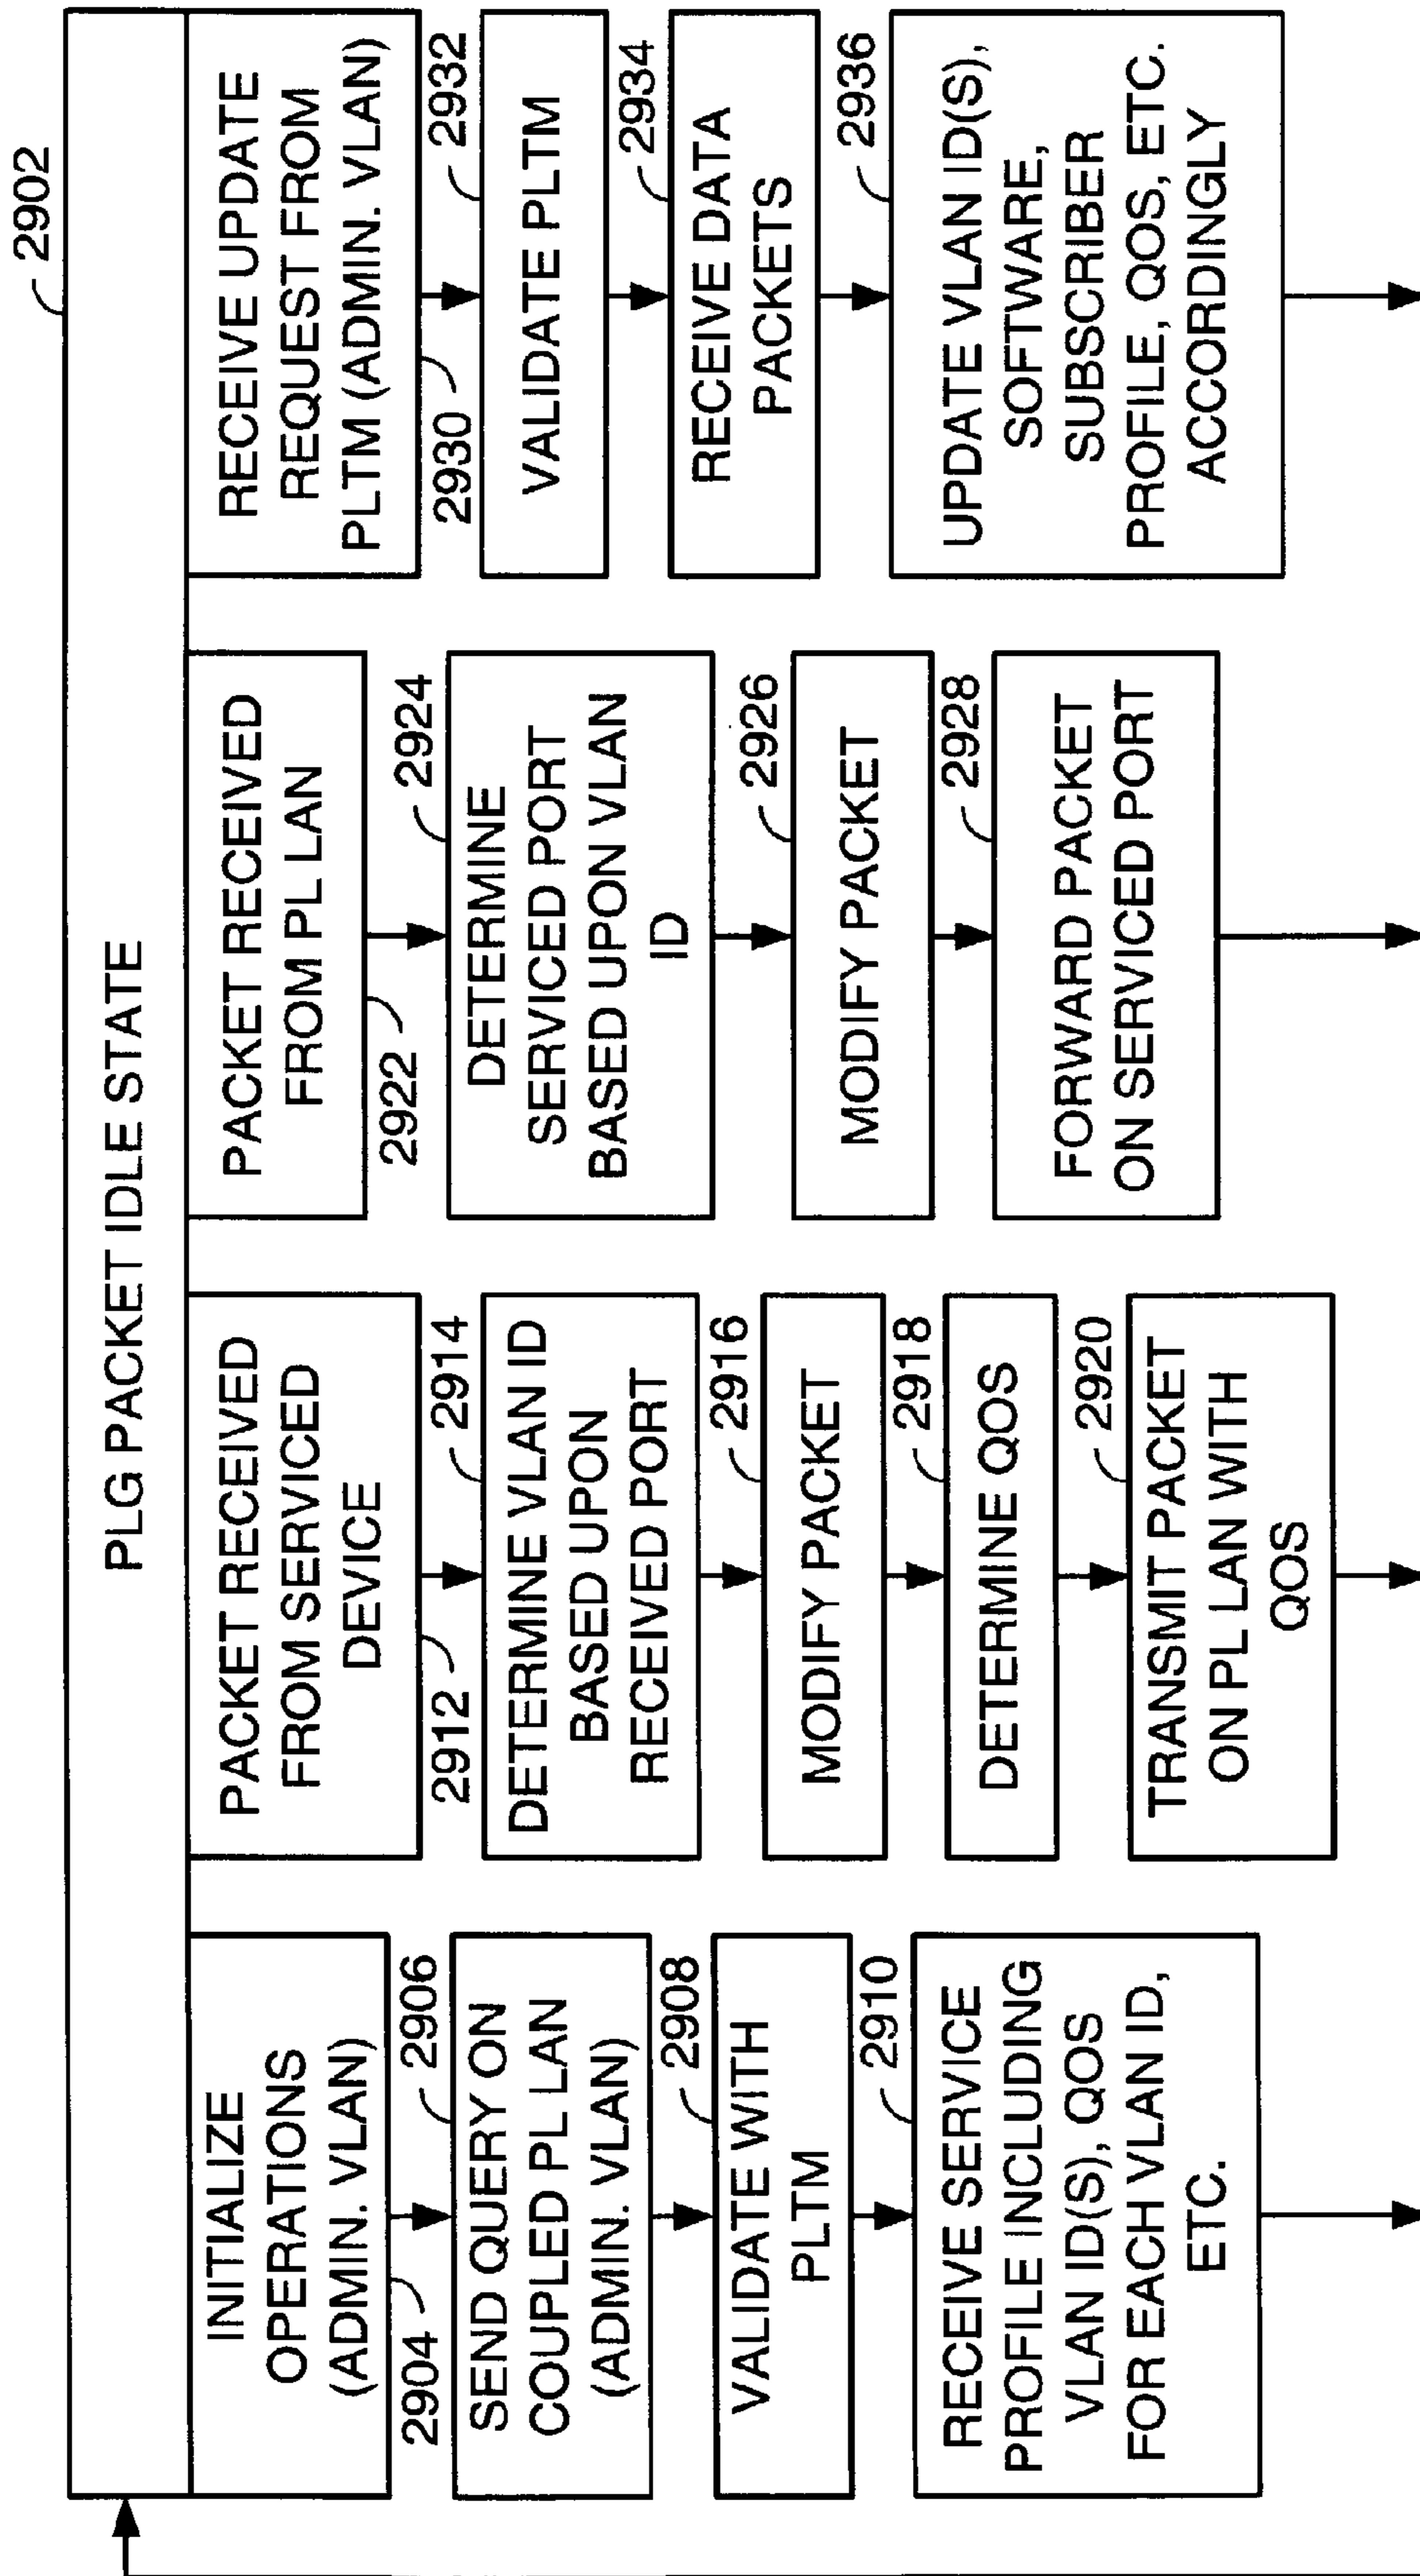 2902
PLG PACKET IDLE STATE
INITIALIZE
OPERATIONS
(ADMIN. VLAN)
2904
2906
SEND QUERY ON
COUPLED PL LAN
(ADMIN. VLAN)
2908
VALIDATE WITH
PLTM
2910
RECEIVE SERVICE
PROFILE INCLUDING
VLAN ID(S), QOS
FOR EACH VLAN ID,
ETC.
PACKET RECEIVED
FROM SERVICED
DEVICE
2912
2914
DETERMINE VLAN ID
BASED UPON
RECEIVED PORT
2916
MODIFY PACKET
2918
DETERMINE QOS
2920
TRANSMIT PACKET
ON PL LAN WITH
QOS
PACKET RECEIVED
FROM PL LAN
2922
2924
DETERMINE
SERVICED PORT
BASED UPON VLAN
ID
2926
MODIFY PACKET
2928
FORWARD PACKET
ON SERVICED PORT
RECEIVE UPDATE
REQUEST FROM
PLTM (ADMIN. VLAN)
2930
2932
VALIDATE PLTM
2934
RECEIVE DATA
PACKETS
2936
UPDATE VLAN ID(S),
SOFTWARE,
SUBSCRIBER
PROFILE, QOS, ETC.
ACCORDINGLY